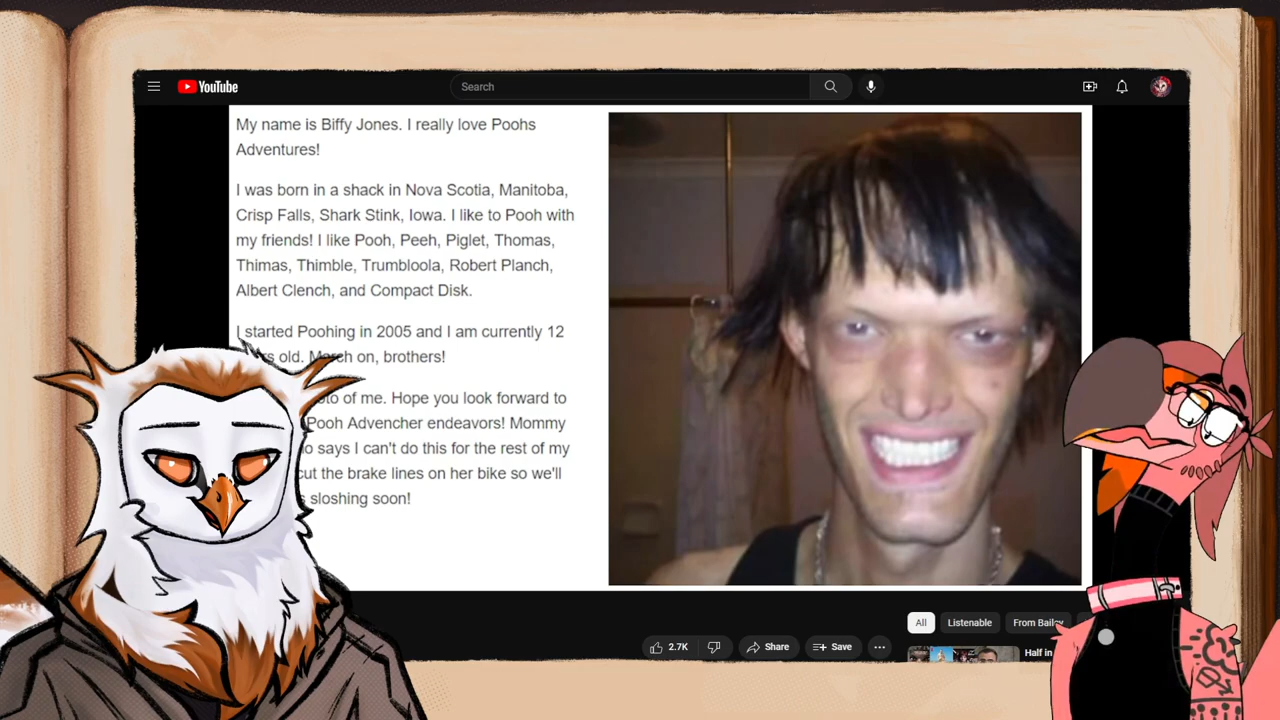 YouTube
Search
My name is Biffy Jones. I really love Poohs
Adventures!
I was born in a shack in Nova Scotia, Manitoba,
Crisp Falls, Shark Stink, Iowa. I like to Pooh with
my friends! I like Pooh, Peeh, Piglet, Thomas,
Thimas, Thimble, Trumbloola, Robert Planch,
Albert Clench, and Compact Disk.
I started Poohing in 2005 and I am currently 12
old. March on, brothers!
of me. Hope you look forward to
Pooh Advencher endeavors! Mommy
says I can't do this for the rest of my
cut the brake lines on her bike so we'll
sloshing soon!
All
Listenable
From Bailey
2.7K
Share
Save
Half in